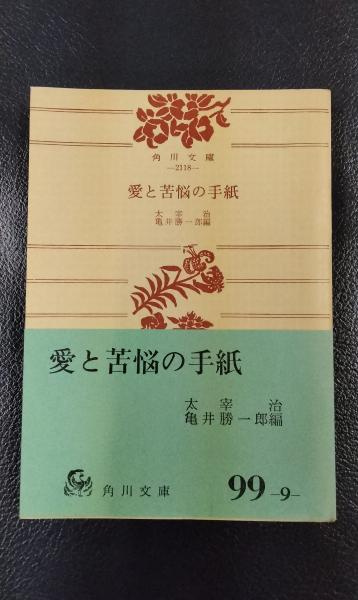 角川文庫
—2118—
愛と苦悩の手紙
太宰治
亀井勝一郎編
愛と苦悩の手紙
太宰治
亀井勝一郎編
角川文庫
99—9—